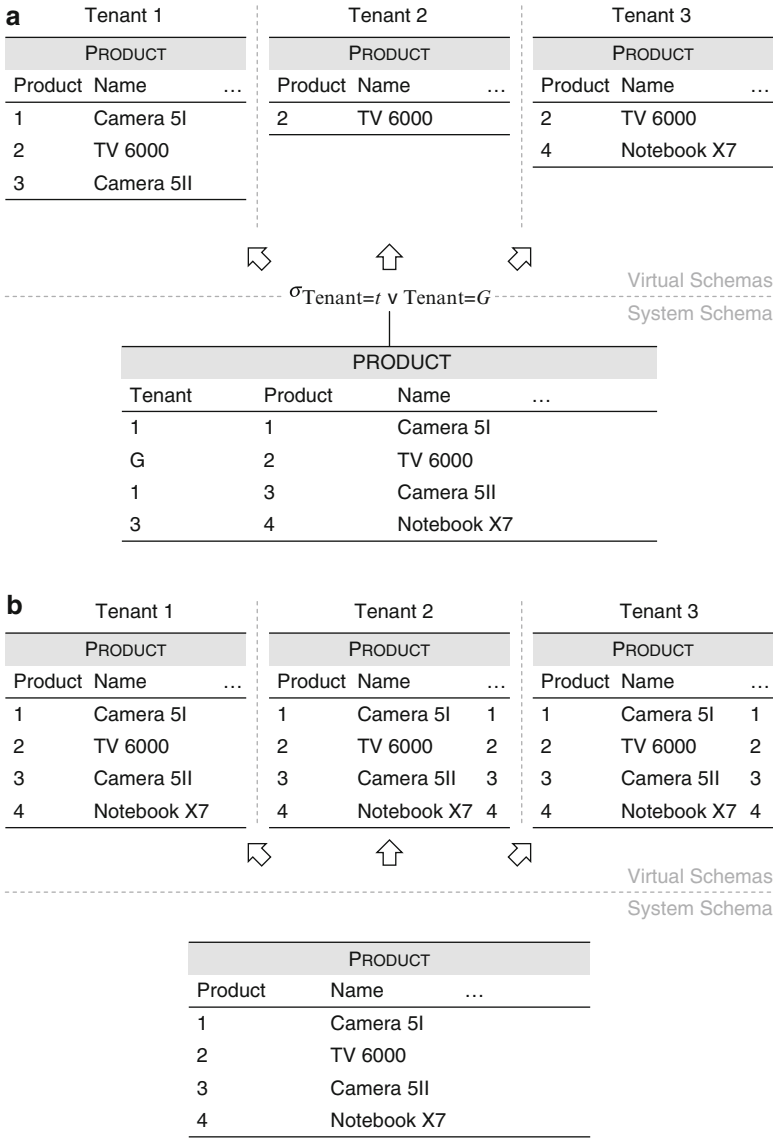 a
Tenant 1 Tenant 2 Tenant 3
PRODUCT PRODUCT PRODUCT
Product Name … Product Name … Product Name …
1 Camera 5I 2 TV 6000 2 TV 6000
2 TV 6000 4 Notebook X7
3 Camera 5II
Virtual Schemas
σTenant=t ∨ Tenant=G
System Schema
PRODUCT
Tenant Product Name …
1 1 Camera 5I
G 2 TV 6000
1 3 Camera 5II
3 4 Notebook X7
b
Tenant 1 Tenant 2 Tenant 3
PRODUCT PRODUCT PRODUCT
Product Name … Product Name … Product Name …
1 Camera 5I 1 Camera 5I 1 1 Camera 5I 1
2 TV 6000 2 TV 6000 2 2 TV 6000 2
3 Camera 5II 3 Camera 5II 3 3 Camera 5II 3
4 Notebook X7 4 Notebook X7 4 4 Notebook X7 4
Virtual Schemas
System Schema
PRODUCT
Product Name …
1 Camera 5I
2 TV 6000
3 Camera 5II
4 Notebook X7